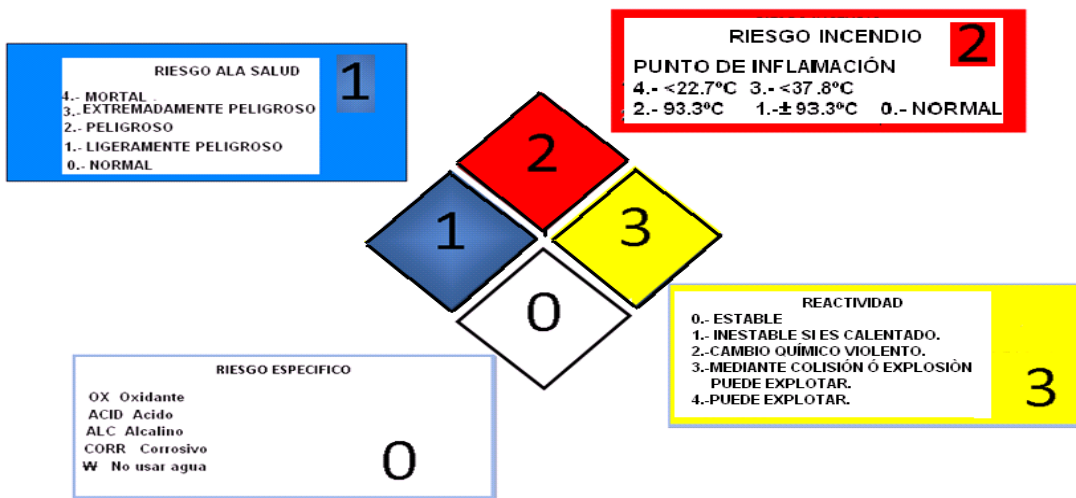 RIESGO ALA SALUD
1
4.- MORTAL
3.- EXTREMADAMENTE PELIGROSO
2.- PELIGROSO
1.- LIGERAMENTE PELIGROSO
0.- NORMAL
RIESGO INCENDIO
2
PUNTO DE INFLAMACIÓN
4.- <22.7ºC 3.- <37.8ºC
2.- 93.3ºC 1.-± 93.3ºC 0.- NORMAL
2
1
3
0
REACTIVIDAD
0.- ESTABLE
1.- INESTABLE SI ES CALENTADO.
2.-CAMBIO QUÍMICO VIOLENTO.
3.-MEDIANTE COLISIÓN Ó EXPLOSIÒN
PUEDE EXPLOTAR.
4.-PUEDE EXPLOTAR.
3
RIESGO ESPECIFICO
OX Oxidante
ACID Acido
ALC Alcalino
CORR Corrosivo
W No usar agua
0